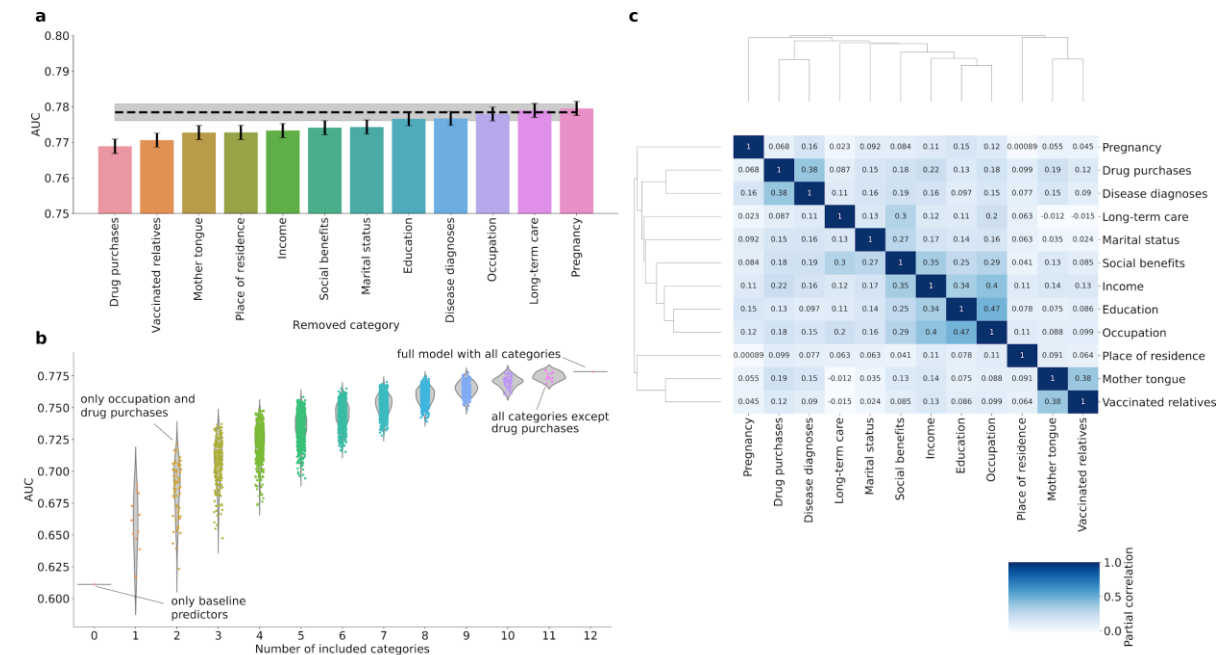 a
0.80
0.79
0.78
0.77
0.76
0.75
AUC
Drug purchases
Vaccinated relatives
Mother tongue
Place of residence
Income
Social benefits
Marital status
Education
Disease diagnoses
Occupation
Long-term care
Pregnancy
Removed category
b
0.775
0.750
0.725
0.700
0.675
0.650
0.625
0.600
AUC
full model with all categories
only occupation and
drug purchases
all categories except
drug purchases
only baseline
predictors
0 1 2 3 4 5 6 7 8 9 10 11 12
Number of included categories
c
1 0.068 0.16 0.023 0.092 0.084 0.11 0.15 0.12 0.00089 0.055 0.045 Pregnancy
0.068 1 0.38 0.087 0.15 0.18 0.22 0.13 0.18 0.099 0.19 0.12 Drug purchases
0.16 0.38 1 0.11 0.16 0.19 0.16 0.097 0.15 0.077 0.15 0.09 Disease diagnoses
0.023 0.087 0.11 1 0.13 0.3 0.12 0.11 0.2 0.063 -0.012 -0.015 Long-term care
0.092 0.15 0.16 0.13 1 0.27 0.17 0.14 0.16 0.063 0.035 0.024 Marital status
0.084 0.18 0.19 0.3 0.27 1 0.35 0.25 0.29 0.041 0.13 0.085 Social benefits
0.11 0.22 0.16 0.12 0.17 0.35 1 0.34 0.4 0.11 0.14 0.13 Income
0.15 0.13 0.097 0.11 0.14 0.25 0.34 1 0.47 0.078 0.075 0.086 Education
0.12 0.18 0.15 0.2 0.16 0.29 0.4 0.47 1 0.11 0.088 0.099 Occupation
0.00089 0.099 0.077 0.063 0.063 0.041 0.11 0.078 0.11 1 0.091 0.064 Place of residence
0.055 0.19 0.15 -0.012 0.035 0.13 0.14 0.075 0.088 0.091 1 0.38 Mother tongue
0.045 0.12 0.09 -0.015 0.024 0.085 0.13 0.086 0.099 0.064 0.38 1 Vaccinated relatives
Pregnancy
Drug purchases
Disease diagnoses
Long-term care
Marital status
Social benefits
Income
Education
Occupation
Place of residence
Mother tongue
Vaccinated relatives
1.0
0.5
0.0
Partial correlation